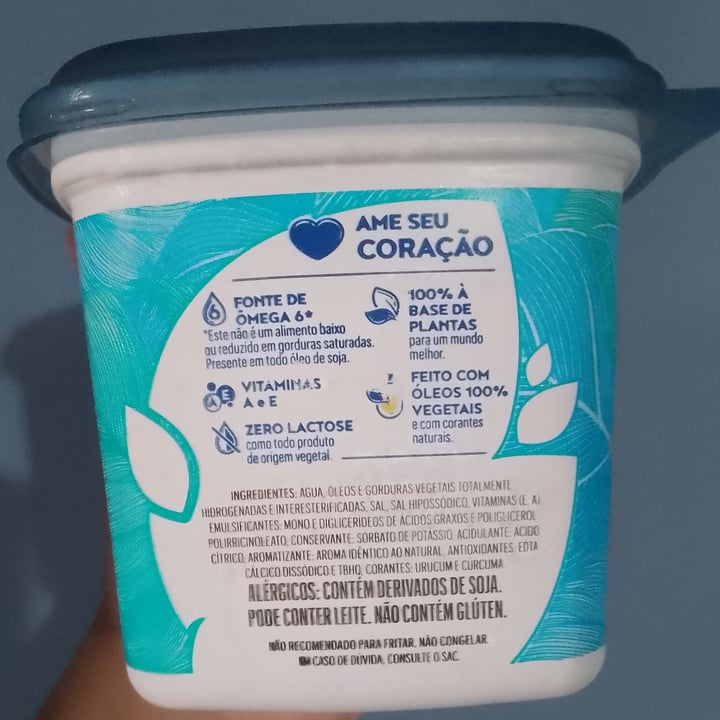 AME SEU
CORAÇÃO
6
FONTE DE
ÔMEGA 6*
*Este não é um alimento baixo
ou reduzido em gorduras saturadas.
Presente em todo óleo de soja.
100% À
BASE DE
PLANTAS
para um mundo
melhor.
A E
VITAMINAS
A e E
FEITO COM
ÓLEOS 100%
VEGETAIS
e com corantes
naturais.
ZERO LACTOSE
como todo produto
de origem vegetal.
INGREDIENTES: ÁGUA, ÓLEOS E GORDURAS VEGETAIS TOTALMENTE
HIDROGENADAS E INTERESTERIFICADAS, SAL, SAL HIPOSSÓDICO, VITAMINAS (E, A)
EMULSIFICANTES: MONO E DIGLICERÍDEOS DE ÁCIDOS GRAXOS E POLIGLICEROL
POLIRRICINOLEATO, CONSERVANTE: SORBATO DE POTÁSSIO, ACIDULANTE: ÁCIDO
CÍTRICO, AROMATIZANTE: AROMA IDÊNTICO AO NATURAL, ANTIOXIDANTES: EDTA
CÁLCICO DISSÓDICO E TBHQ, CORANTES: URUCUM E CÚRCUMA.
ALÉRGICOS: CONTÉM DERIVADOS DE SOJA.
PODE CONTER LEITE. NÃO CONTÉM GLÚTEN.
NÃO RECOMENDADO PARA FRITAR. NÃO CONGELAR.
EM CASO DE DÚVIDA, CONSULTE O SAC.